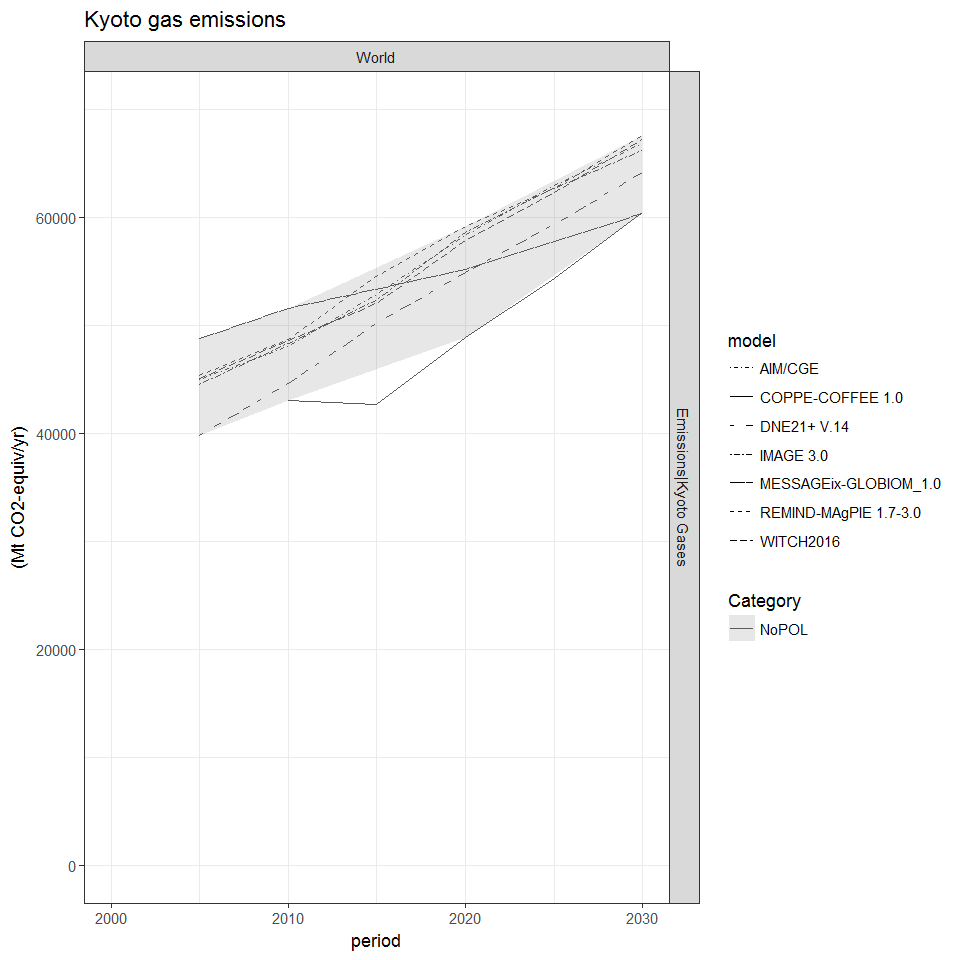 Kyoto gas emissions
World
(Mt CO2-equiv/yr)
60000
40000
20000
0
2000
2010
2020
2030
period
Emissions|Kyoto Gases
model
AIM/CGE
COPPE-COFFEE 1.0
DNE21+ V.14
IMAGE 3.0
MESSAGEix-GLOBIOM_1.0
REMIND-MAgPIE 1.7-3.0
WITCH2016
Category
NoPOL